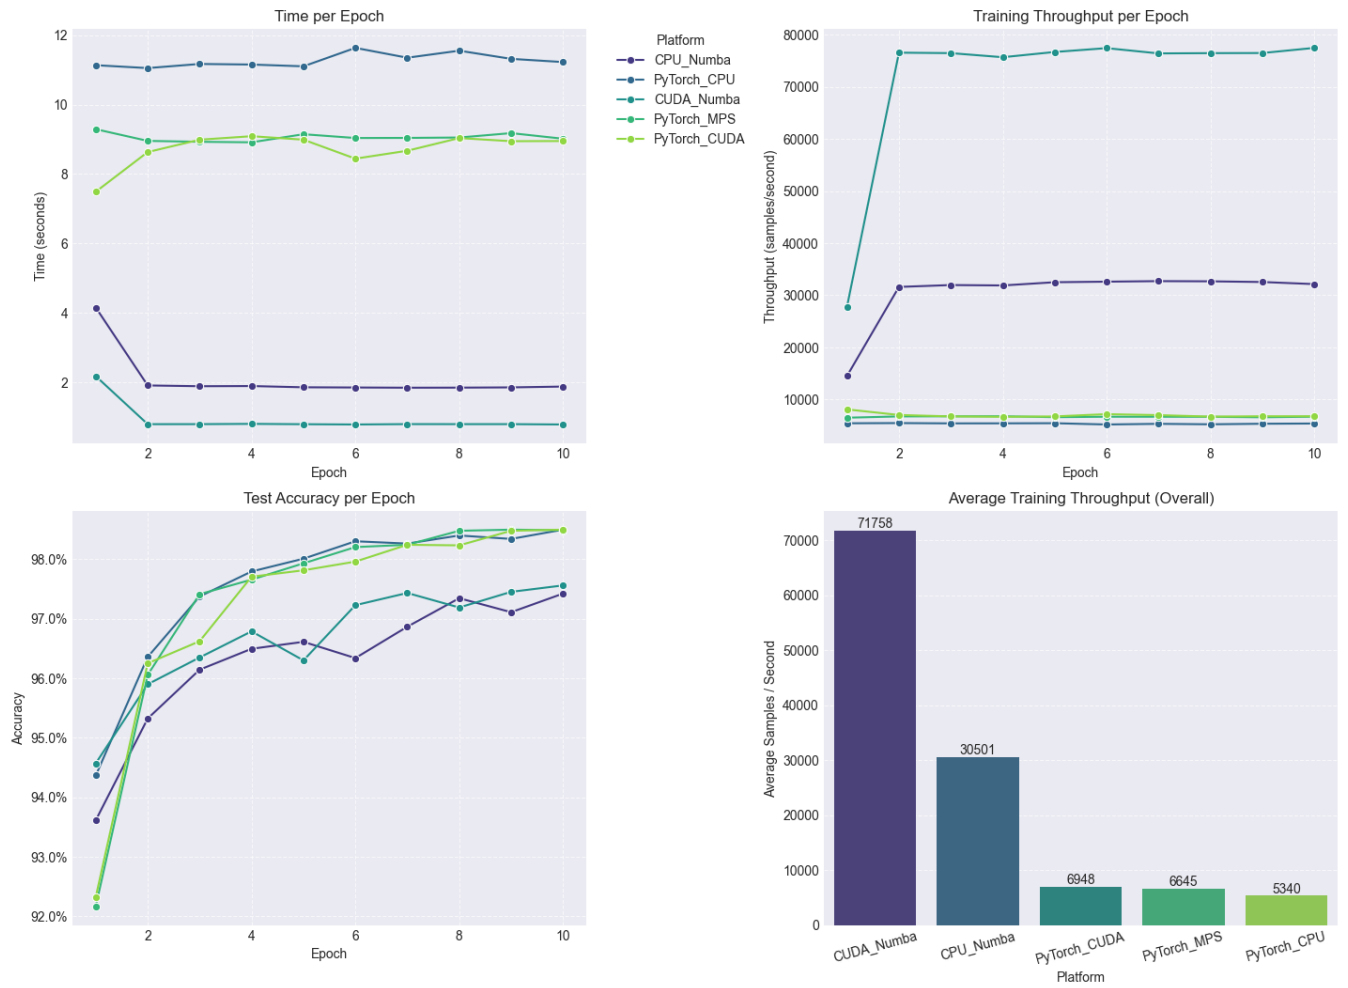 Time per Epoch
12
10
8
6
4
2
Time (seconds)
2
4
6
8
10
Epoch
Platform
CPU_Numba
PyTorch_CPU
CUDA_Numba
PyTorch_MPS
PyTorch_CUDA
Training Throughput per Epoch
80000
70000
60000
50000
40000
30000
20000
10000
Throughput (samples/second)
2
4
6
8
10
Epoch
Test Accuracy per Epoch
98.0%
97.0%
96.0%
95.0%
94.0%
93.0%
92.0%
Accuracy
2
4
6
8
10
Epoch
Average Training Throughput (Overall)
70000
60000
50000
40000
30000
20000
10000
0
Average Samples / Second
71758
30501
6948
6645
5340
CUDA_Numba
CPU_Numba
PyTorch_CUDA
PyTorch_MPS
PyTorch_CPU
Platform